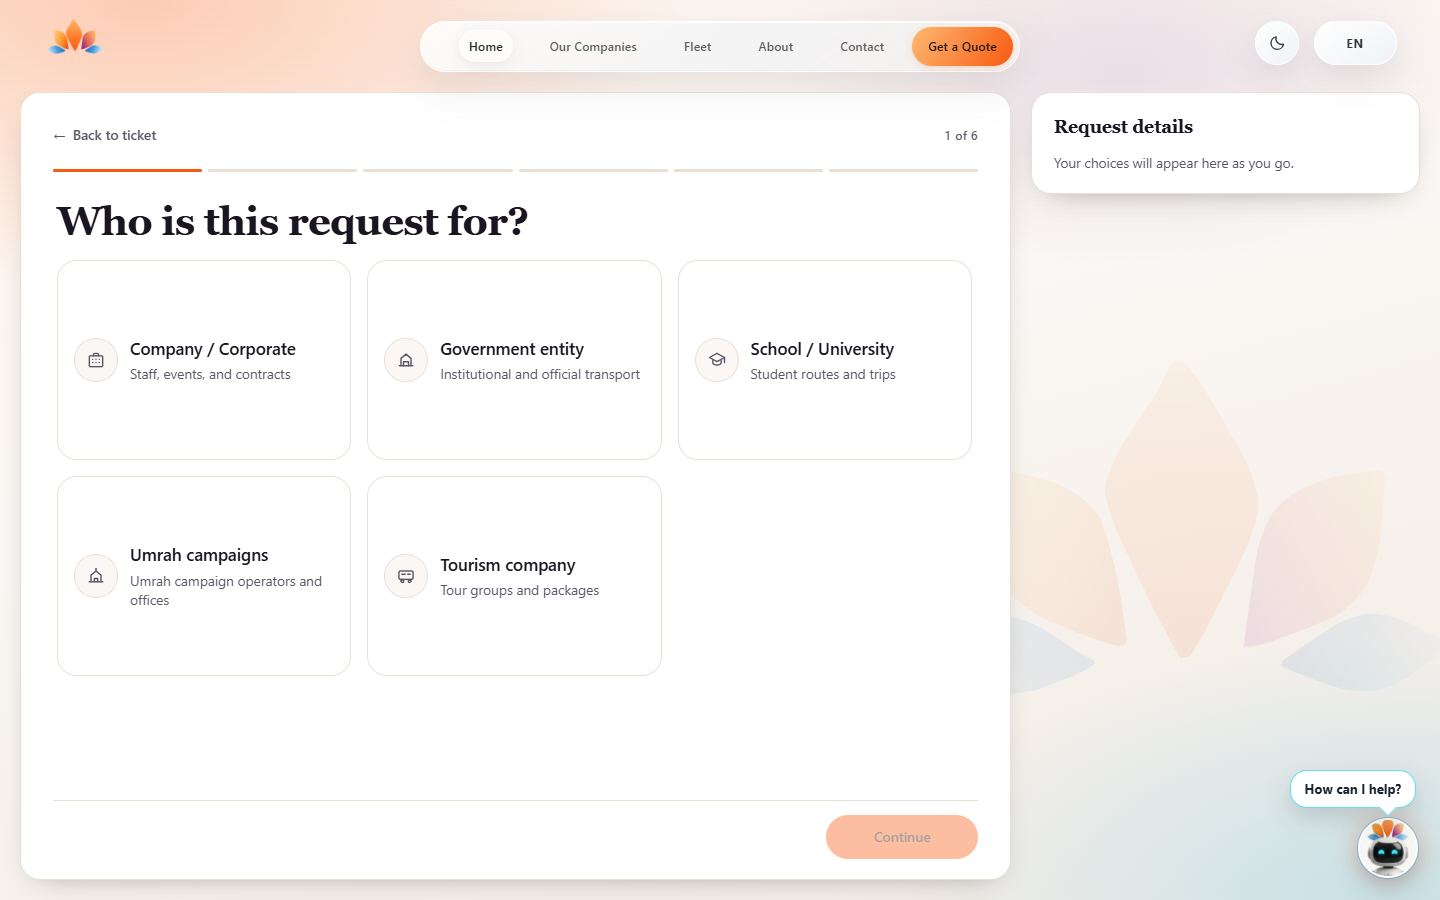 Home
Our Companies
Fleet
About
Contact
Get a Quote
EN
← Back to ticket
1 of 6
Who is this request for?
Company / Corporate
Staff, events, and contracts
Government entity
Institutional and official transport
School / University
Student routes and trips
Umrah campaigns
Umrah campaign operators and
offices
Tourism company
Tour groups and packages
Continue
Request details
Your choices will appear here as you go.
How can I help?